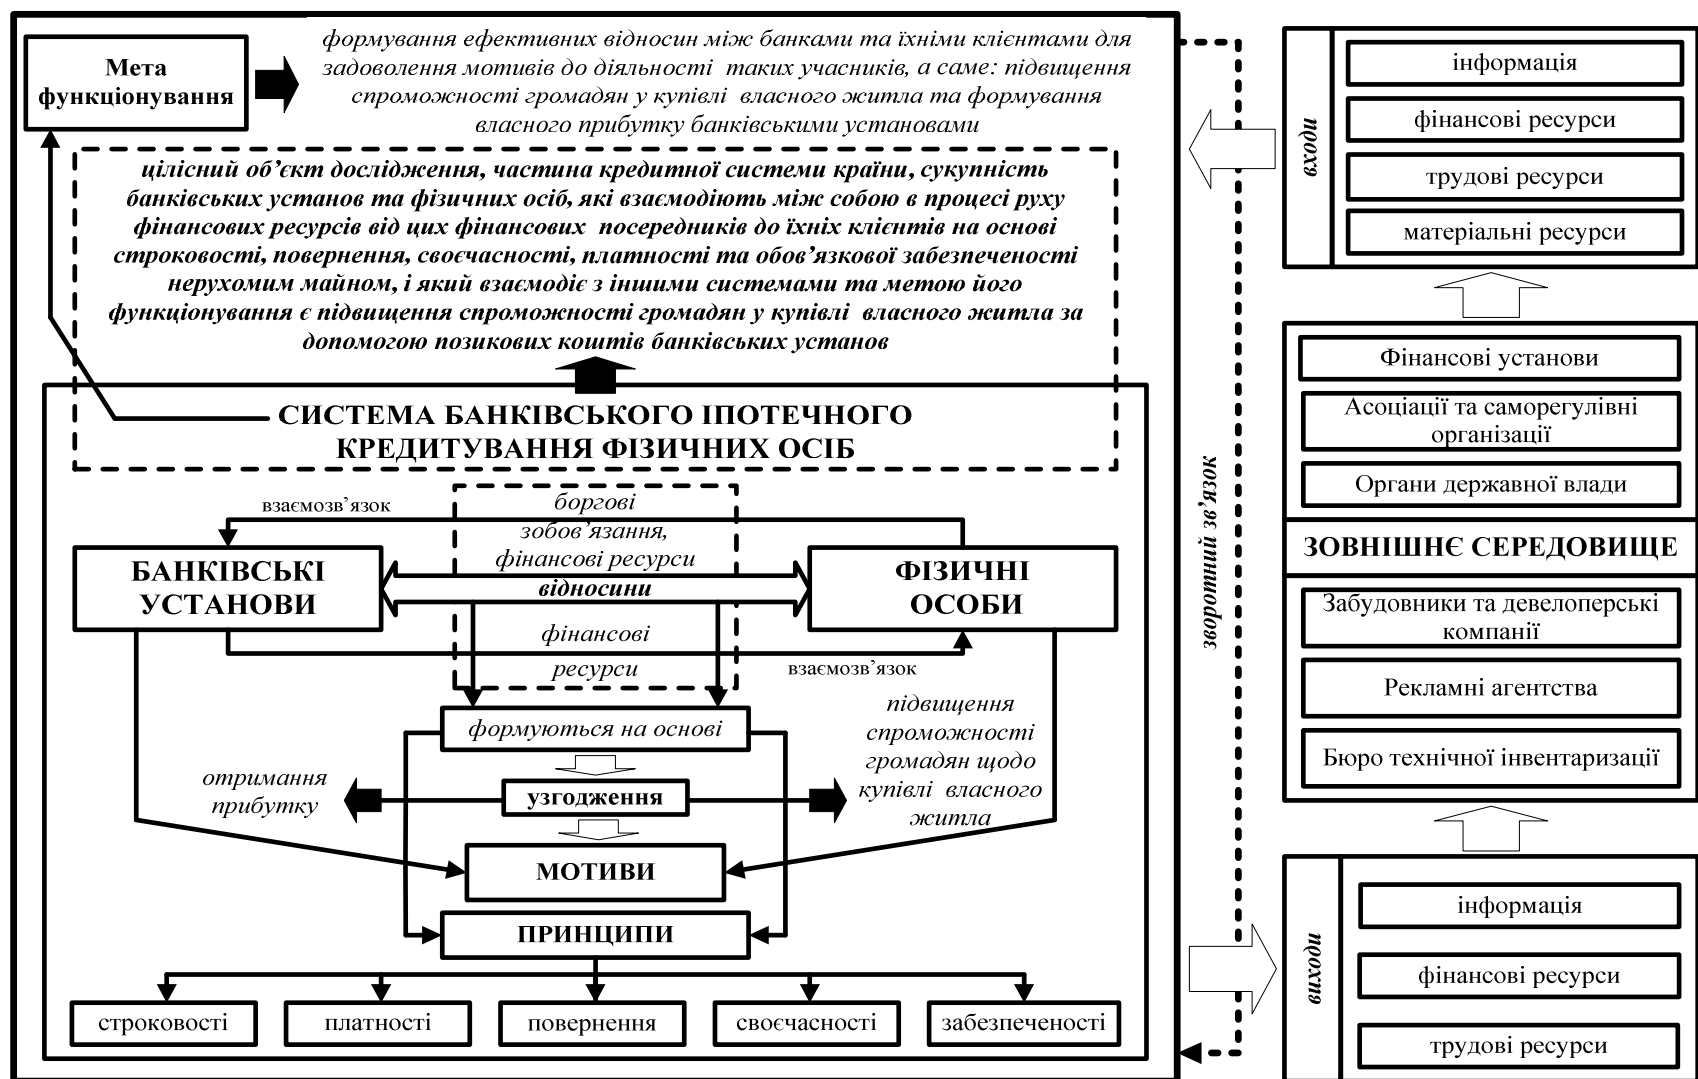 Мета
функціонування
формування ефективних відносин між банками та їхніми клієнтами для
задоволення мотивів до діяльності таких учасників, а саме: підвищення
спроможності громадян у купівлі власного житла та формування
власного прибутку банківськими установами
цілісний об’єкт дослідження, частина кредитної системи країни, сукупність
банківських установ та фізичних осіб, які взаємодіють між собою в процесі руху
фінансових ресурсів від цих фінансових посередників до їхніх клієнтів на основі
строковості, повернення, своєчасності, платності та обов’язкової забезпеченості
нерухомим майном, і який взаємодіє з іншими системами та метою його
функціонування є підвищення спроможності громадян у купівлі власного житла за
допомогою позикових коштів банківських установ
СИСТЕМА БАНКІВСЬКОГО ІПОТЕЧНОГО
КРЕДИТУВАННЯ ФІЗИЧНИХ ОСІБ
взаємозв’язок
боргові
зобов’язання,
фінансові ресурси
БАНКІВСЬКІ
УСТАНОВИ
відносини
ФІЗИЧНІ
ОСОБИ
фінансові
ресурси
взаємозв’язок
формуються на основі
отримання
прибутку
узгодження
підвищення
спроможності
громадян щодо
купівлі власного
житла
МОТИВИ
ПРИНЦИПИ
строковості
платності
повернення
своєчасності
забезпеченості
зворотний зв’язок
входи
інформація
фінансові ресурси
трудові ресурси
матеріальні ресурси
Фінансові установи
Асоціації та саморегулівні
організації
Органи державної влади
ЗОВНІШНЄ СЕРЕДОВИЩЕ
Забудовники та девелоперські
компанії
Рекламні агентства
Бюро технічної інвентаризації
виходи
інформація
фінансові ресурси
трудові ресурси